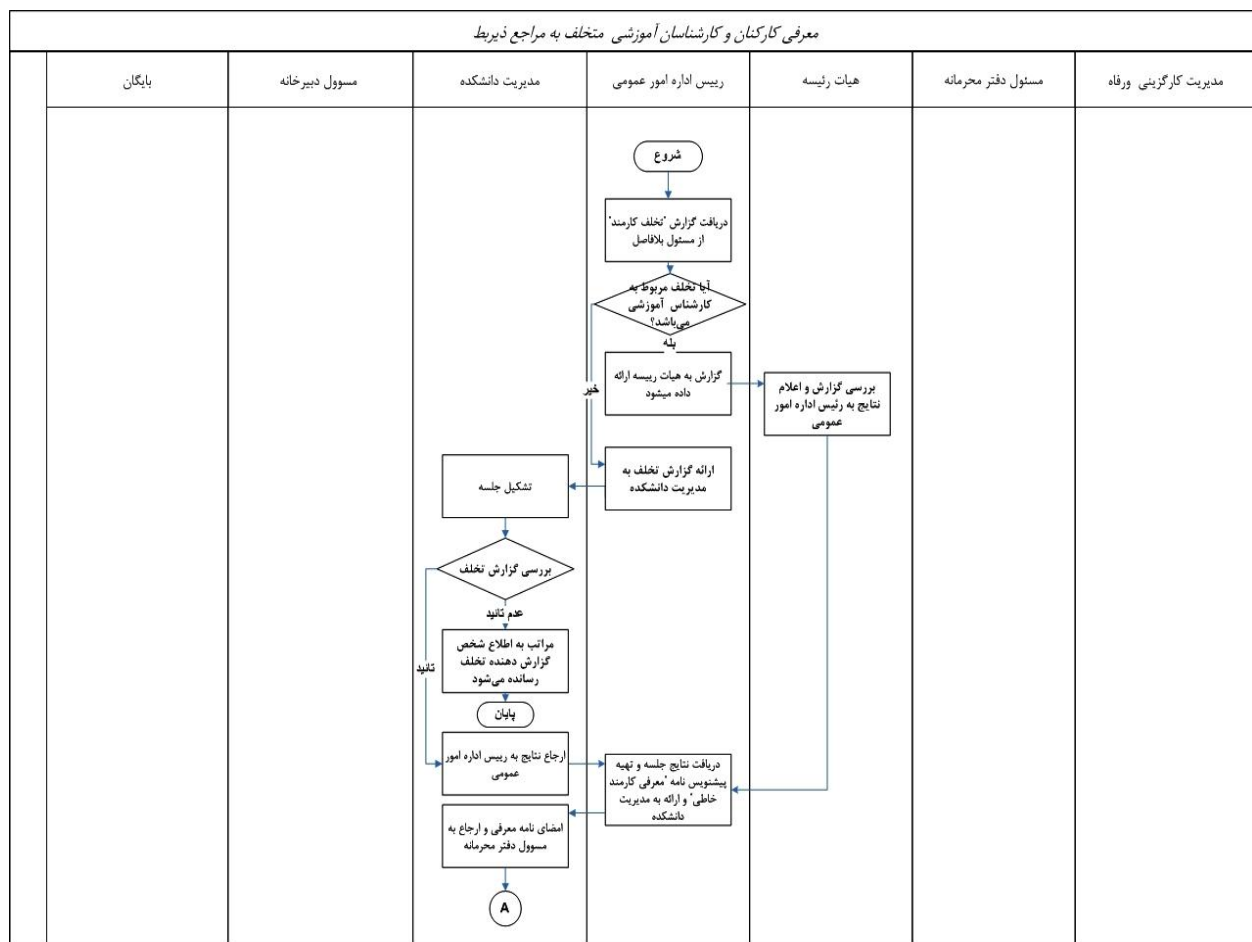 معرفی کارکنان و کارشناسان آموزشی متخلف به مراجع ذیربط
مدیریت کارگزینی ورفاه
مسئول دفتر محرمانه
هیات رئیسه
رییس اداره امور عمومی
مدیریت دانشکده
مسوول دبیرخانه
بایگان
شروع
دریافت گزارش "تخلف کارمند"
از مسئول بلافاصل
آیا تخلف مربوط به
کارشناس آموزشی
می‌باشد؟
بله
خیر
گزارش به هیات رییسه ارائه
داده میشود
بررسی گزارش و اعلام
نتایج به رئیس اداره امور
عمومی
ارائه گزارش تخلف به
مدیریت دانشکده
تشکیل جلسه
بررسی گزارش تخلف
عدم تائید
تائید
مراتب به اطلاع شخص
گزارش دهنده تخلف
رسانده می‌شود
پایان
ارجاع نتایج به رییس اداره امور
عمومی
دریافت نتایج جلسه و تهیه
پیشنویس نامه "معرفی کارمند
خاطی" و ارائه به مدیریت
دانشکده
امضای نامه معرفی و ارجاع به
مسوول دفتر محرمانه
A